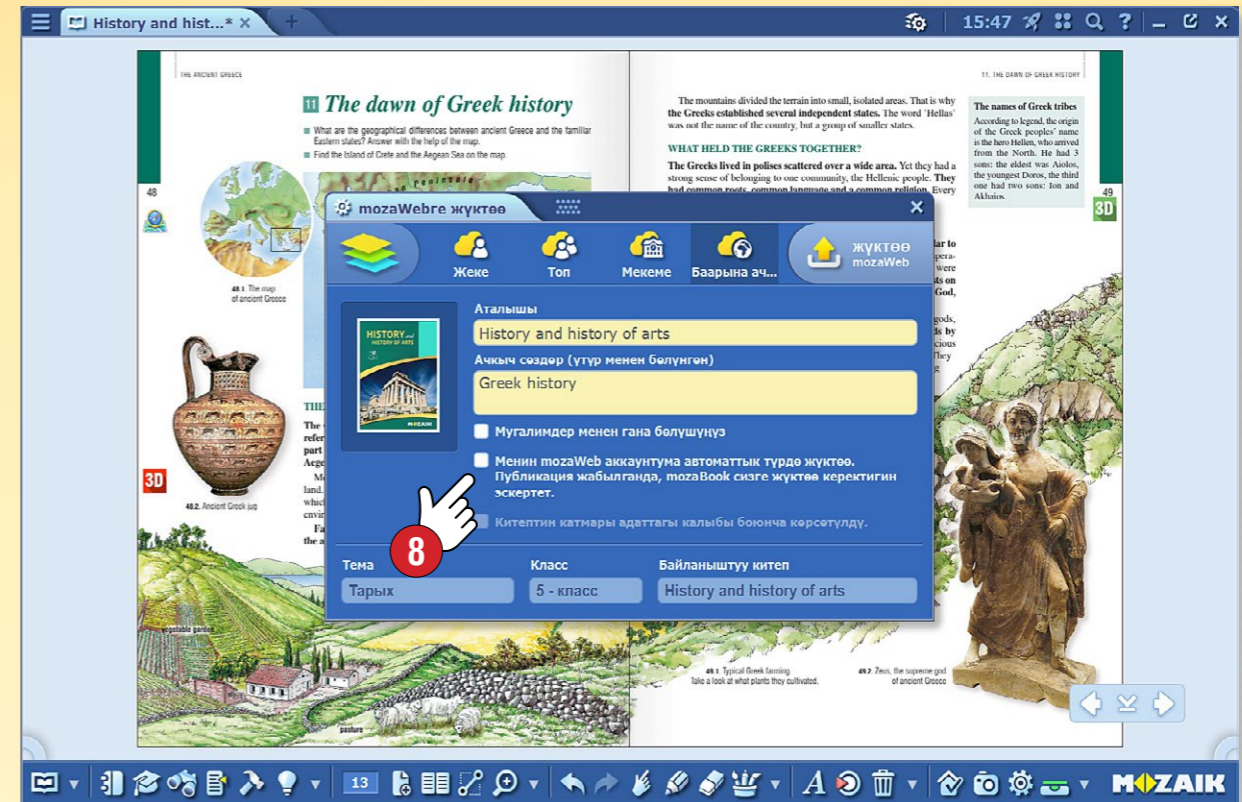 History and hist...*
15:47
THE ANCIENT GREECE
11 The dawn of Greek history
What are the geographical differences between ancient Greece and the familiar
Eastern states? Answer with the help of the map.
Find the Island of Crete and the Aegean Sea on the map.
48
48.1. The map
of ancient Greece
3D
48.2. Ancient Greek jug
vegetable garden
pasture
11. THE DAWN OF GREEK HISTORY
The mountains divided the terrain into small, isolated areas. That is why
the Greeks established several independent states. The word 'Hellas'
was not the name of the country, but a group of smaller states.
WHAT HELD THE GREEKS TOGETHER?
The Greeks lived in polises scattered over a wide area. Yet they had a
strong sense of belonging to one community, the Hellenic people. They
had common roots, common language and a common religion. Every
The names of Greek tribes
According to legend, the origin
of the Greek peoples' name
is the hero Hellen, who arrived
from the North. He had 3
sons: the eldest was Aiolos,
the youngest Doros, the third
one had two sons: Ion and
Akhaios.
49
3D
mozaWebге жүктөө
Жеке
Топ
Мекеме
Баарына ач...
жүктөө
mozaWeb
HISTORY and
HISTORY OF ARTS
MOZAIK
Аталышы
History and history of arts
Ачкыч сөздөр (үтүр менен бөлүнгөн)
Greek history
Мугалимдер менен гана бөлүшүңүз
Менин mozaWeb аккаунтума автоматтык түрдө жүктөө.
Публикация жабылганда, mozaBook сизге жүктөө керектигин
эскертет.
Китептин катмары адаттагы калыбы боюнча көрсөтүлдү.
8
Тема
Класс
Байланыштуу китеп
Тарых
5 - класс
History and history of arts
49.1. Typical Greek farming
Take a look at what plants they cultivated.
49.2. Zeus, the supreme god
of ancient Greece
13
MOZAIK